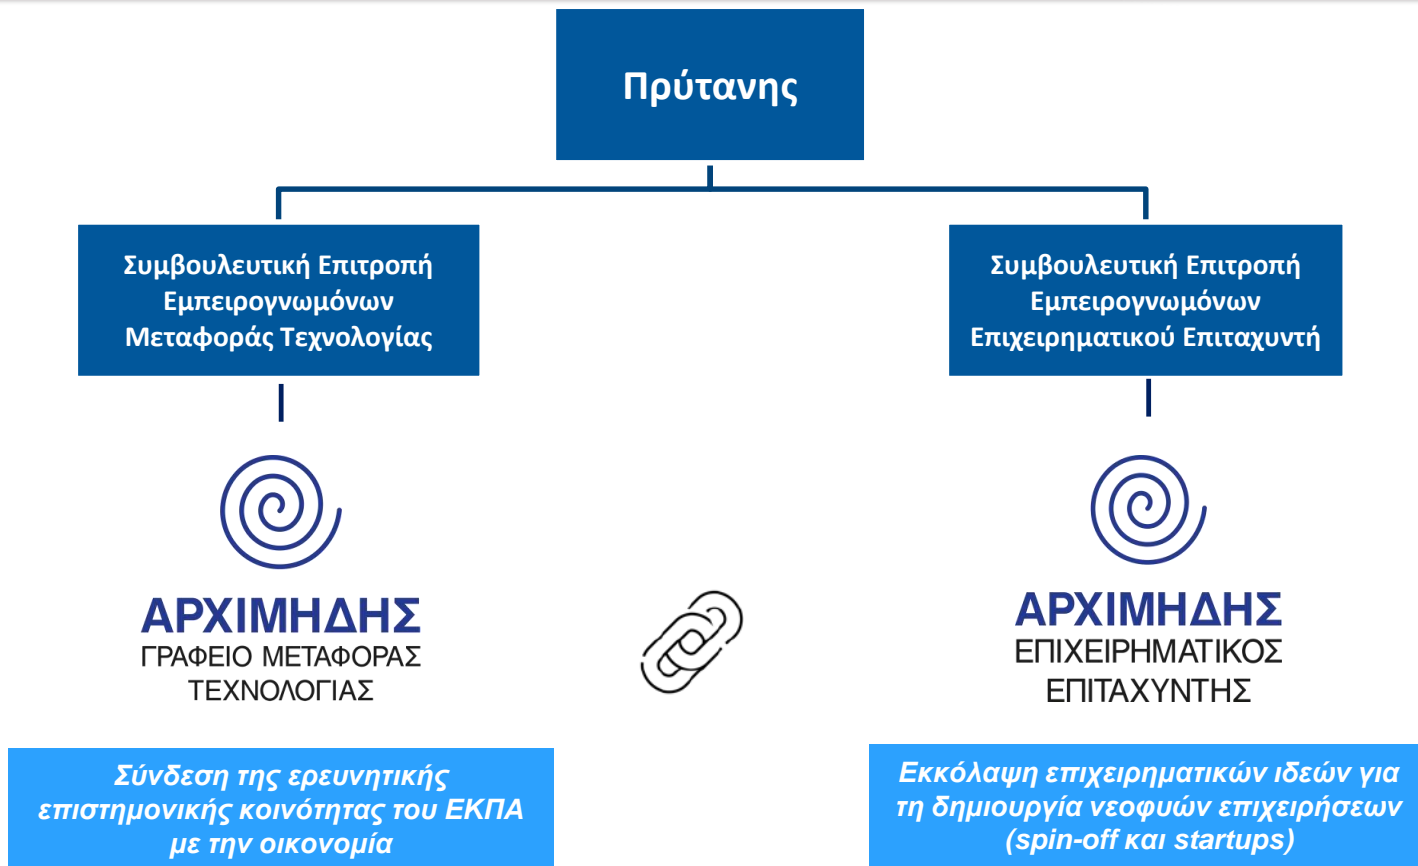 Πρύτανης
Συμβουλευτική Επιτροπή
Εμπειρογνωμόνων
Μεταφοράς Τεχνολογίας
Συμβουλευτική Επιτροπή
Εμπειρογνωμόνων
Επιχειρηματικού Επιταχυντή
ΑΡΧΙΜΗΔΗΣ
ΓΡΑΦΕΙΟ ΜΕΤΑΦΟΡΑΣ
ΤΕΧΝΟΛΟΓΙΑΣ
ΑΡΧΙΜΗΔΗΣ
ΕΠΙΧΕΙΡΗΜΑΤΙΚΟΣ
ΕΠΙΤΑΧΥΝΤΗΣ
Σύνδεση της ερευνητικής
επιστημονικής κοινότητας του ΕΚΠΑ
με την οικονομία
Εκκόλαψη επιχειρηματικών ιδεών για
τη δημιουργία νεοφυών επιχειρήσεων
(spin-off και startups)